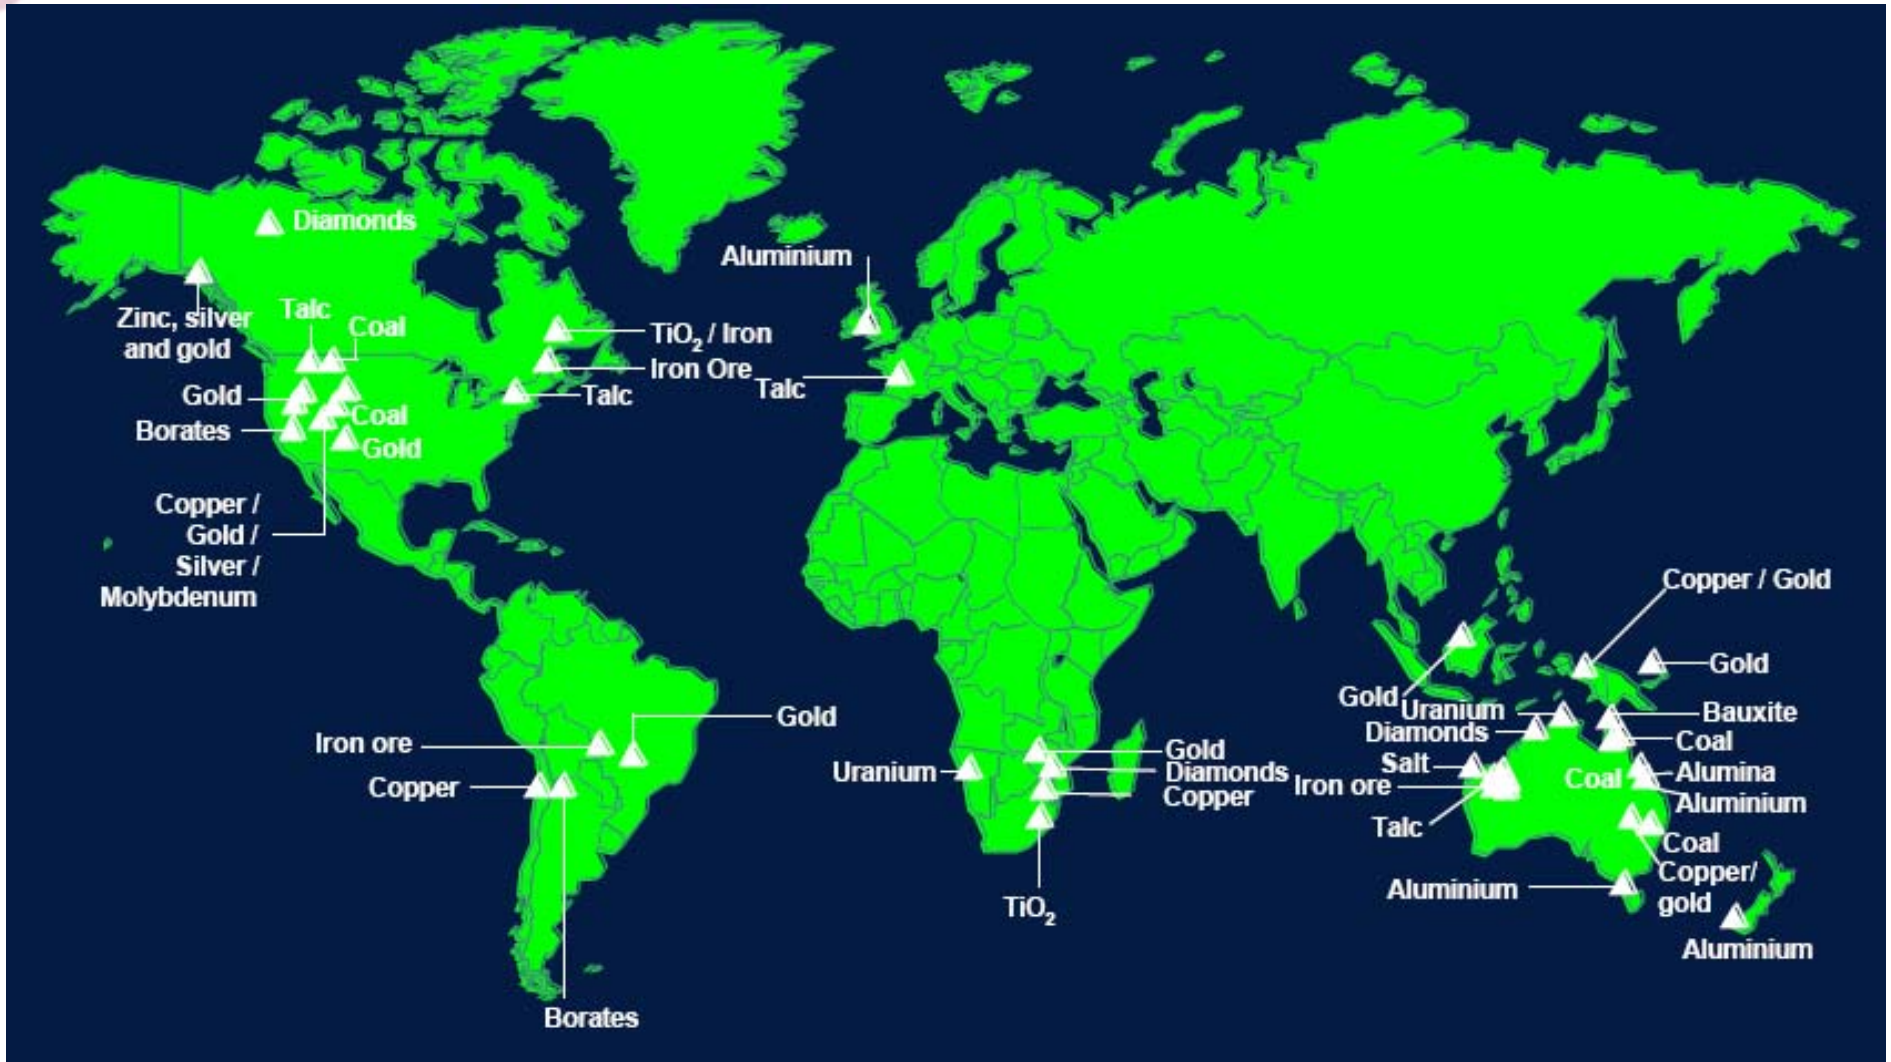 Diamonds
Zinc, silver
and gold
Talc
Coal
Gold
Borates
Coal
Gold
Copper /
Gold /
Silver /
Molybdenum
TiO2 / Iron
Iron Ore
Talc
Aluminium
Talc
Iron ore
Gold
Copper
Borates
Uranium
Gold
Diamonds
Copper
TiO2
Copper / Gold
Gold
Gold
Uranium
Diamonds
Salt
Iron ore
Talc
Bauxite
Coal
Coal
Alumina
Aluminium
Coal
Copper/
gold
Aluminium
Aluminium